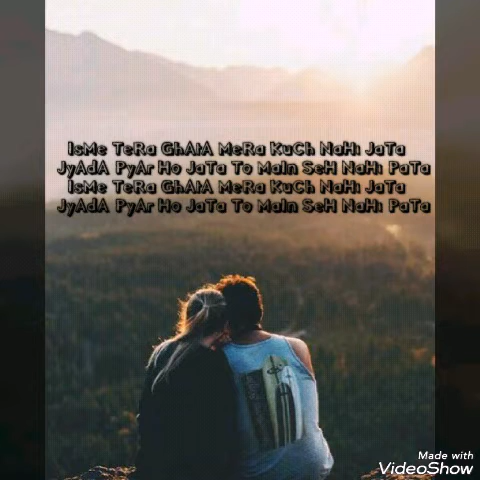 IsMe TeRa GhAtA MeRa KuCh NaHi JaTa
JyAdA PyAr Ho JaTa To MaIn SeH NaHi PaTa
IsMe TeRa GhAtA MeRa KuCh NaHi JaTa
JyAdA PyAr Ho JaTa To MaIn SeH NaHi PaTa
Made with
VideoShow